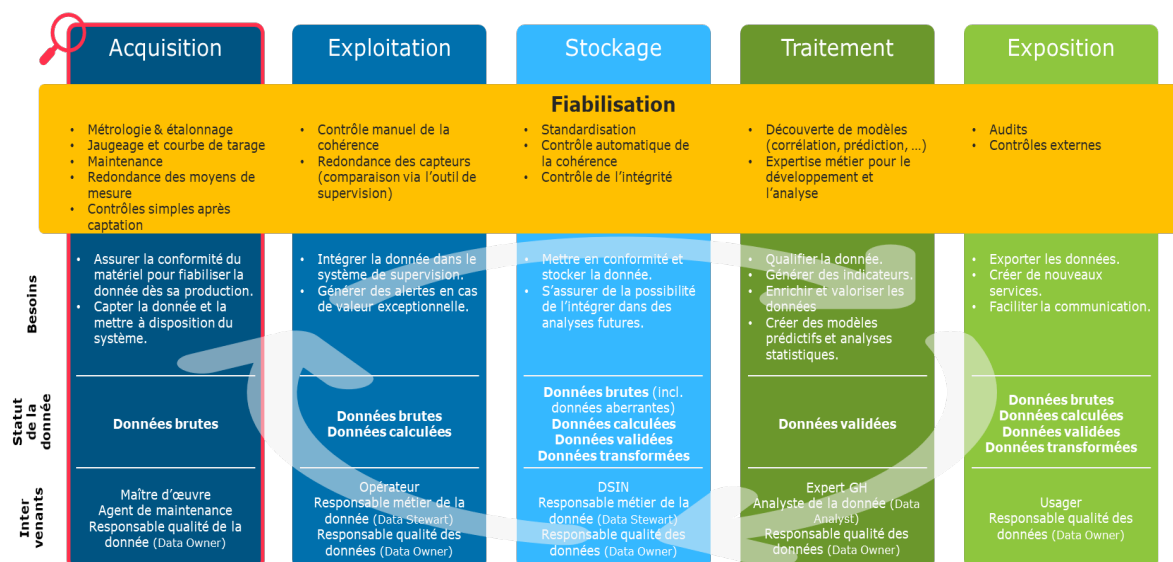 Acquisition
Exploitation
Stockage
Traitement
Exposition
Fiabilisation
• Métrologie & étalonnage
• Jaugeage et courbe de tarage
• Maintenance
• Redondance des moyens de
mesure
• Contrôles simples après
captation
• Contrôle manuel de la
cohérence
• Redondance des capteurs
(comparaison via l'outil de
supervision)
• Standardisation
• Contrôle automatique de
la cohérence
• Contrôle de l'intégrité
• Découverte de modèles
(corrélation, prédiction, ...)
• Expertise métier pour le
développement et
l'analyse
• Audits
• Contrôles externes
Besoins
• Assurer la conformité du
matériel pour fiabiliser la
donnée dès sa production.
• Capter la donnée et la
mettre à disposition du
système.
• Intégrer la donnée dans le
système de supervision.
• Générer des alertes en cas
de valeur exceptionnelle.
• Mettre en conformité et
stocker la donnée.
• S'assurer de la possibilité
de l'intégrer dans des
analyses futures.
• Qualifier la donnée.
• Générer des indicateurs.
• Enrichir et valoriser les
données
• Créer des modèles
prédictifs et analyses
statistiques.
• Exporter les données.
• Créer de nouveaux
services.
• Faciliter la communication.
Statut
de la
donnée
Données brutes
Données brutes
Données calculées
Données brutes (incl.
données aberrantes)
Données calculées
Données validées
Données transformées
Données validées
Données brutes
Données calculées
Données validées
Données transformées
Inter
venants
Maître d'œuvre
Agent de maintenance
Responsable qualité de la
donnée (Data Owner)
Opérateur
Responsable métier de la
donnée (Data Stewart)
Responsable qualité des
données (Data Owner)
DSIN
Responsable métier de la
donnée (Data Stewart)
Responsable qualité des
données (Data Owner)
Expert GH
Analyste de la donnée (Data
Analyst)
Responsable qualité des
données (Data Owner)
Usager
Responsable qualité des
données (Data Owner)